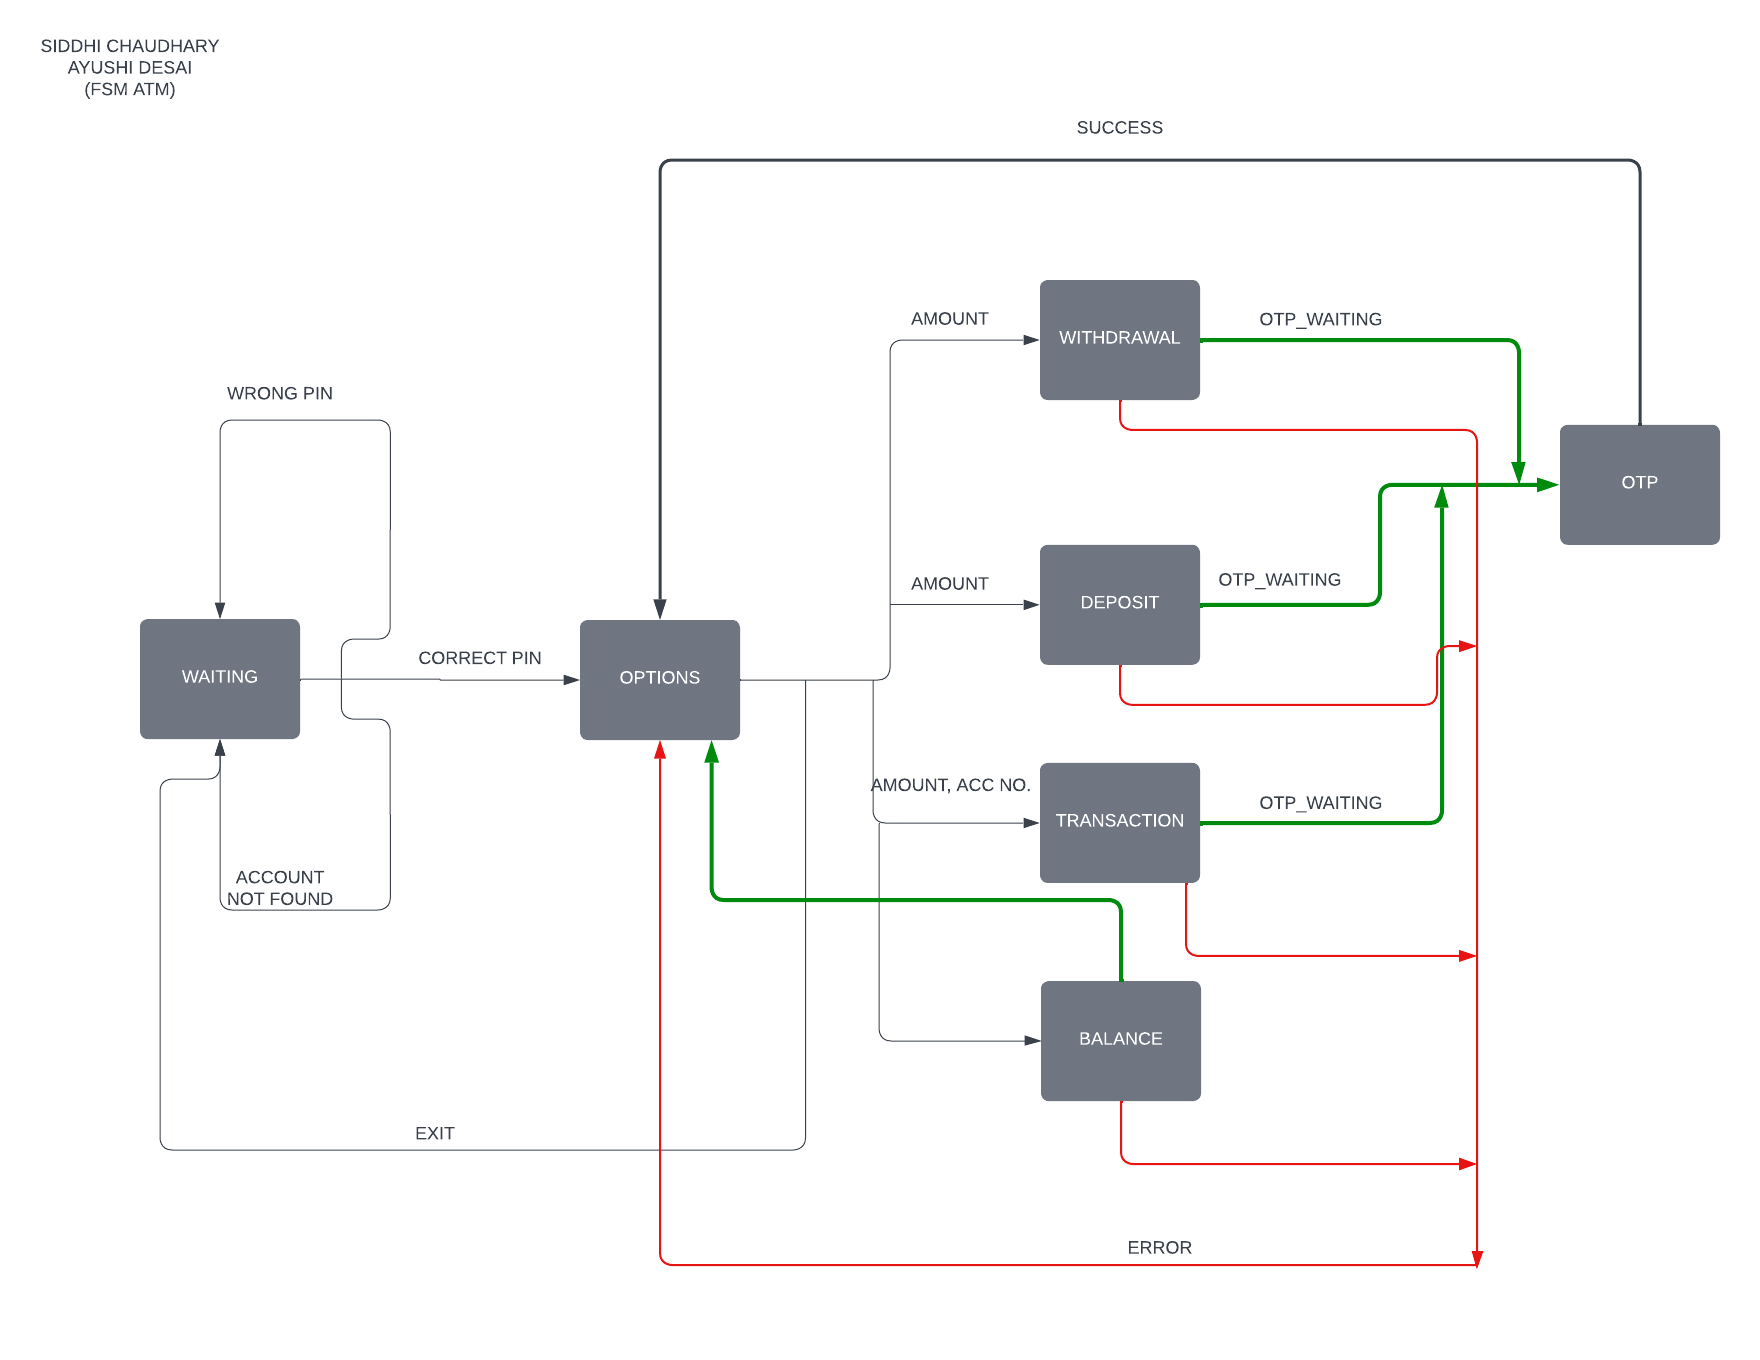 SIDDHI CHAUDHARY
AYUSHI DESAI
(FSM ATM)
SUCCESS
AMOUNT
WITHDRAWAL
OTP_WAITING
WRONG PIN
OTP
AMOUNT
DEPOSIT
OTP_WAITING
WAITING
CORRECT PIN
OPTIONS
AMOUNT, ACC NO.
TRANSACTION
OTP_WAITING
ACCOUNT
NOT FOUND
BALANCE
EXIT
ERROR